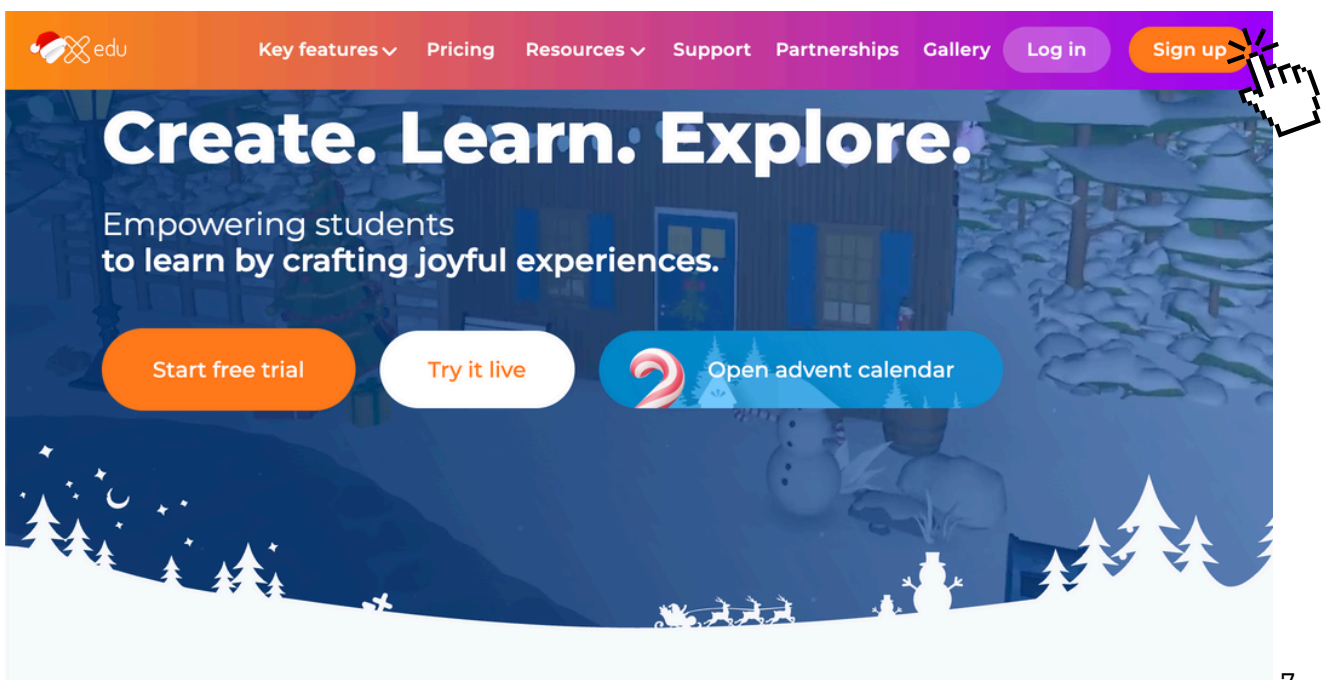 edu Key features Pricing Resources Support Partnerships Gallery Log in Sign up
Create. Learn. Explore.
Empowering students
to learn by crafting joyful experiences.
Start free trial Try it live Open advent calendar